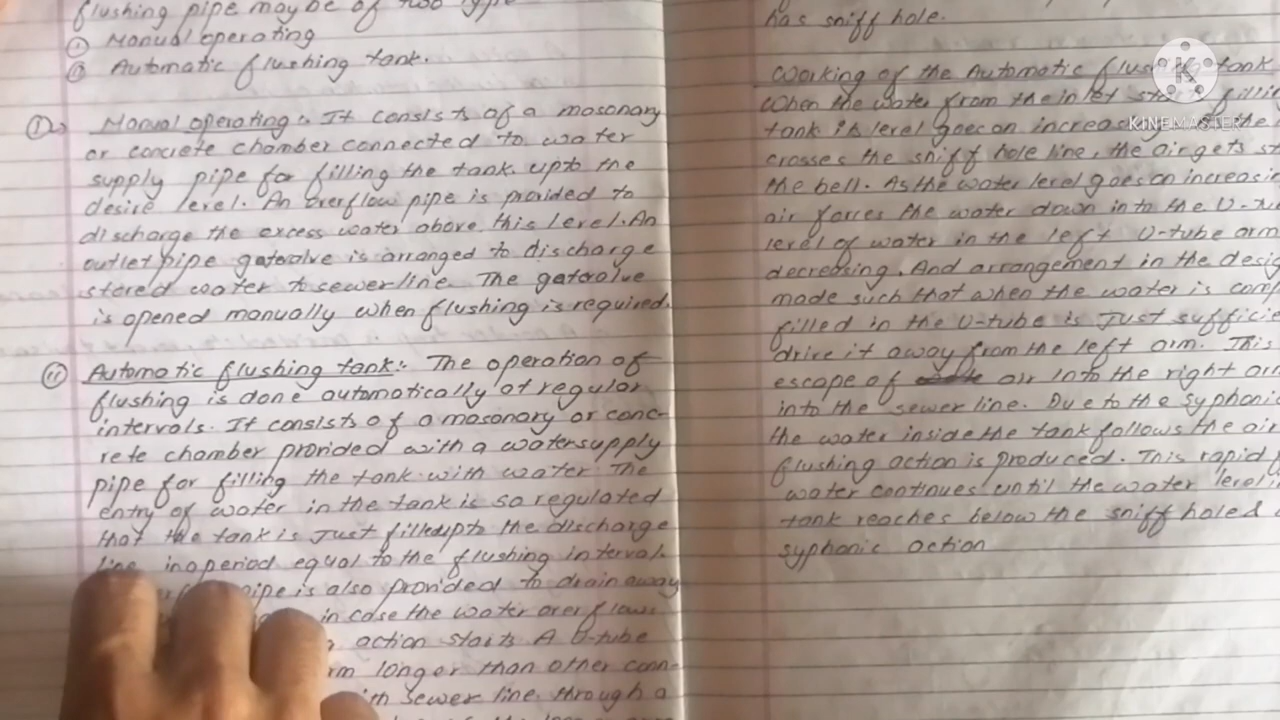 flushing pipe may be of two type
① Manual operating
② Automatic flushing tank.
① Manual operating:- It consists of a masonary
or concrete chamber connected to water
supply pipe for filling the tank upto the
desire level. An overflow pipe is provided to
discharge the excess water above this level. An
outlet pipe gatevalve is arranged to discharge
stored water to sewer line. The gatevalve
is opened manually when flushing is required.
ii Automatic flushing tank:- The operation of
flushing is done automatically at regular
intervals. It consists of a masonary or conc-
rete chamber provided with a watersupply
pipe for filling the tank with water. The
entry of water in the tank is so regulated
that the tank is Just filled upto the discharge
line in a period equal to the flushing interval.
pipe is also provided to drain away
in case the water over flows
action starts A U-tube
longer than other conn-
sewer line, through a
has sniff hole.
Working of the Automatic flushing tank
When the water from the inlet
tank its level goes on
crosses the sniff hole line, the air gets
the bell. As the water level goes on
air forces the water down into the
level of water in the left U-tube arm
decreasing. And arrangement in the
made such that when the water is
filled in the U-tube is Just
drive it away from the left arm. This
escape of air Into the right
into the sewer line. Due to the
the water inside the tank follows the air
flushing action is produced. This rapid
water continues until the water level
tank reaches below the sniff hole &
syphonic action
KINEMASTER